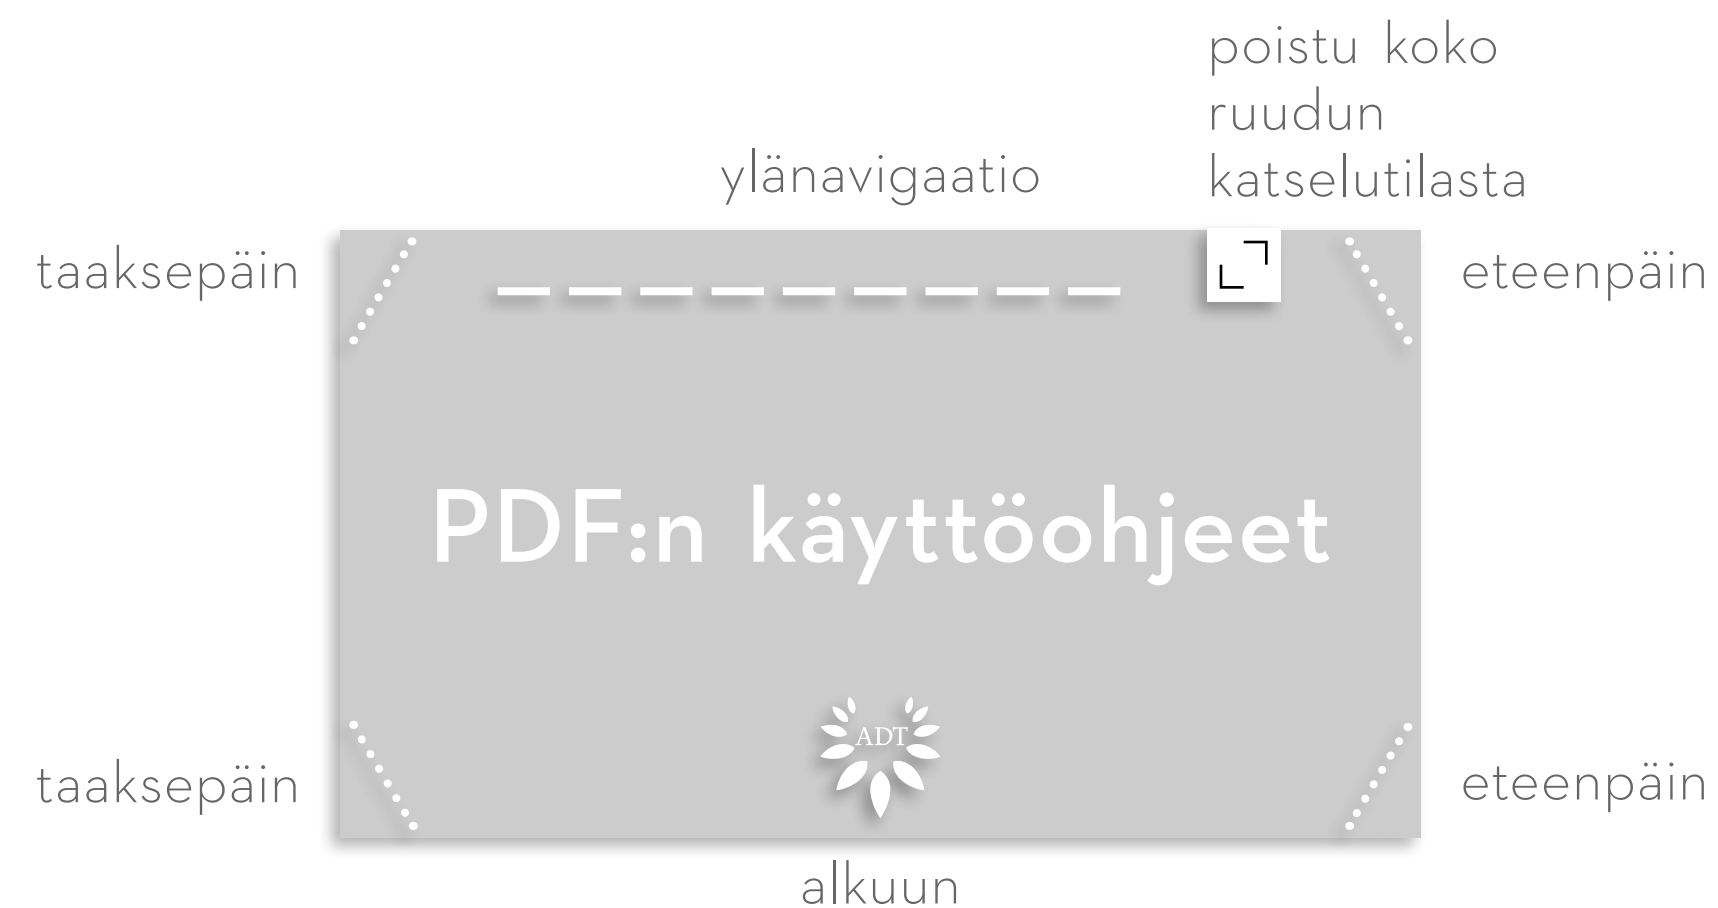 poistu koko
ruudun
katselutilasta
ylänavigaatio
taaksepäin
eteenpäin
PDF:n käyttöohjeet
ADT
taaksepäin
eteenpäin
alkuun